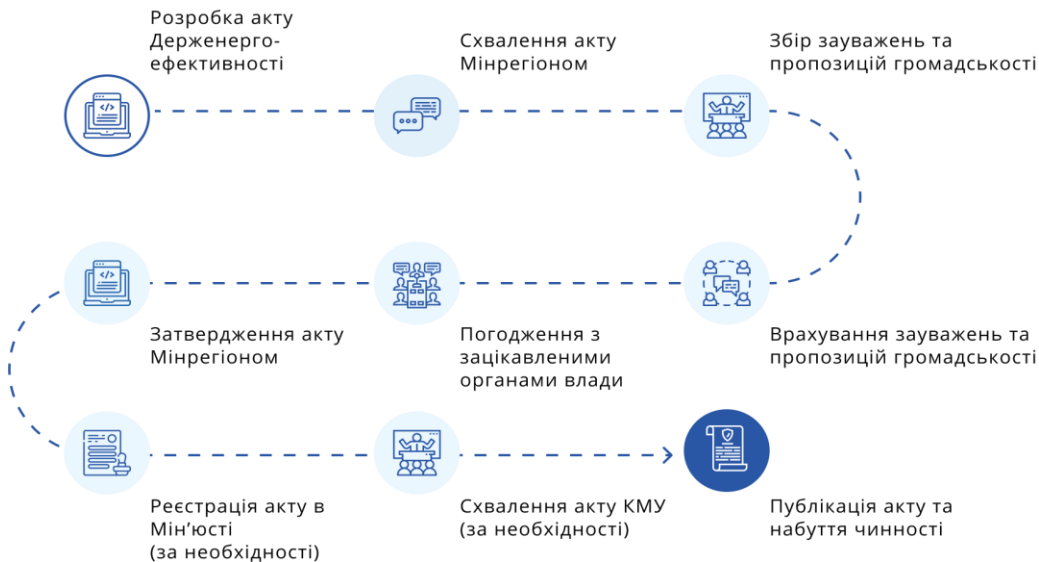 Розробка акту
Держенерго-
ефективності
Схвалення акту
Мінрегіоном
Збір зауважень та
пропозицій громадськості
Врахування зауважень та
пропозицій громадськості
Погодження з
зацікавленими
органами влади
Затвердження акту
Мінрегіоном
Реєстрація акту в
Мін’юсті
(за необхідності)
Схвалення акту КМУ
(за необхідності)
Публікація акту та
набуття чинності